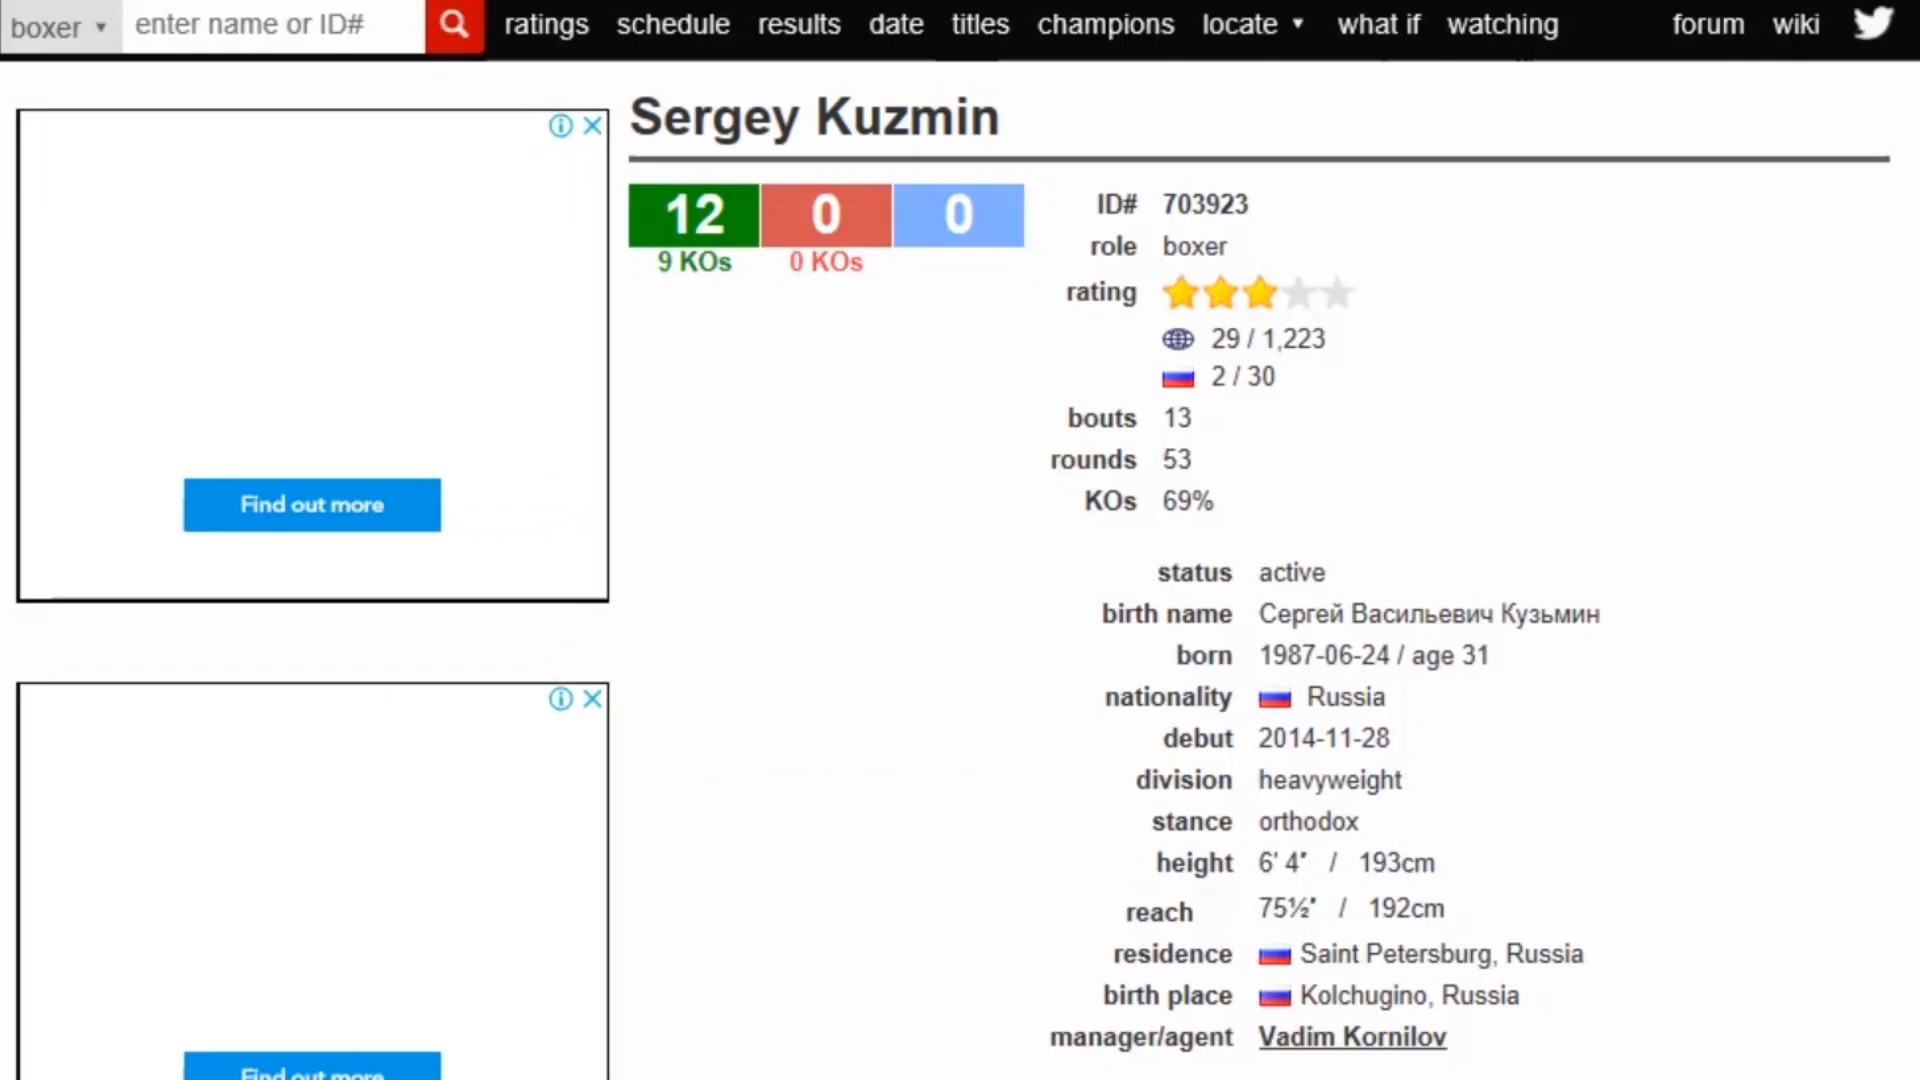 boxer ▼ enter name or ID# ratings schedule results date titles champions locate ▼ what if watching forum wiki
Sergey Kuzmin
12 0 0
9 KOs 0 KOs
ID# 703923
role boxer
rating
29 / 1,223
2 / 30
bouts 13
rounds 53
KOs 69%
Find out more
status active
birth name Сергей Васильевич Кузьмин
born 1987-06-24 / age 31
nationality Russia
debut 2014-11-28
division heavyweight
stance orthodox
height 6′ 4″ / 193cm
reach 75½″ / 192cm
residence Saint Petersburg, Russia
birth place Kolchugino, Russia
manager/agent Vadim Kornilov
Find out more